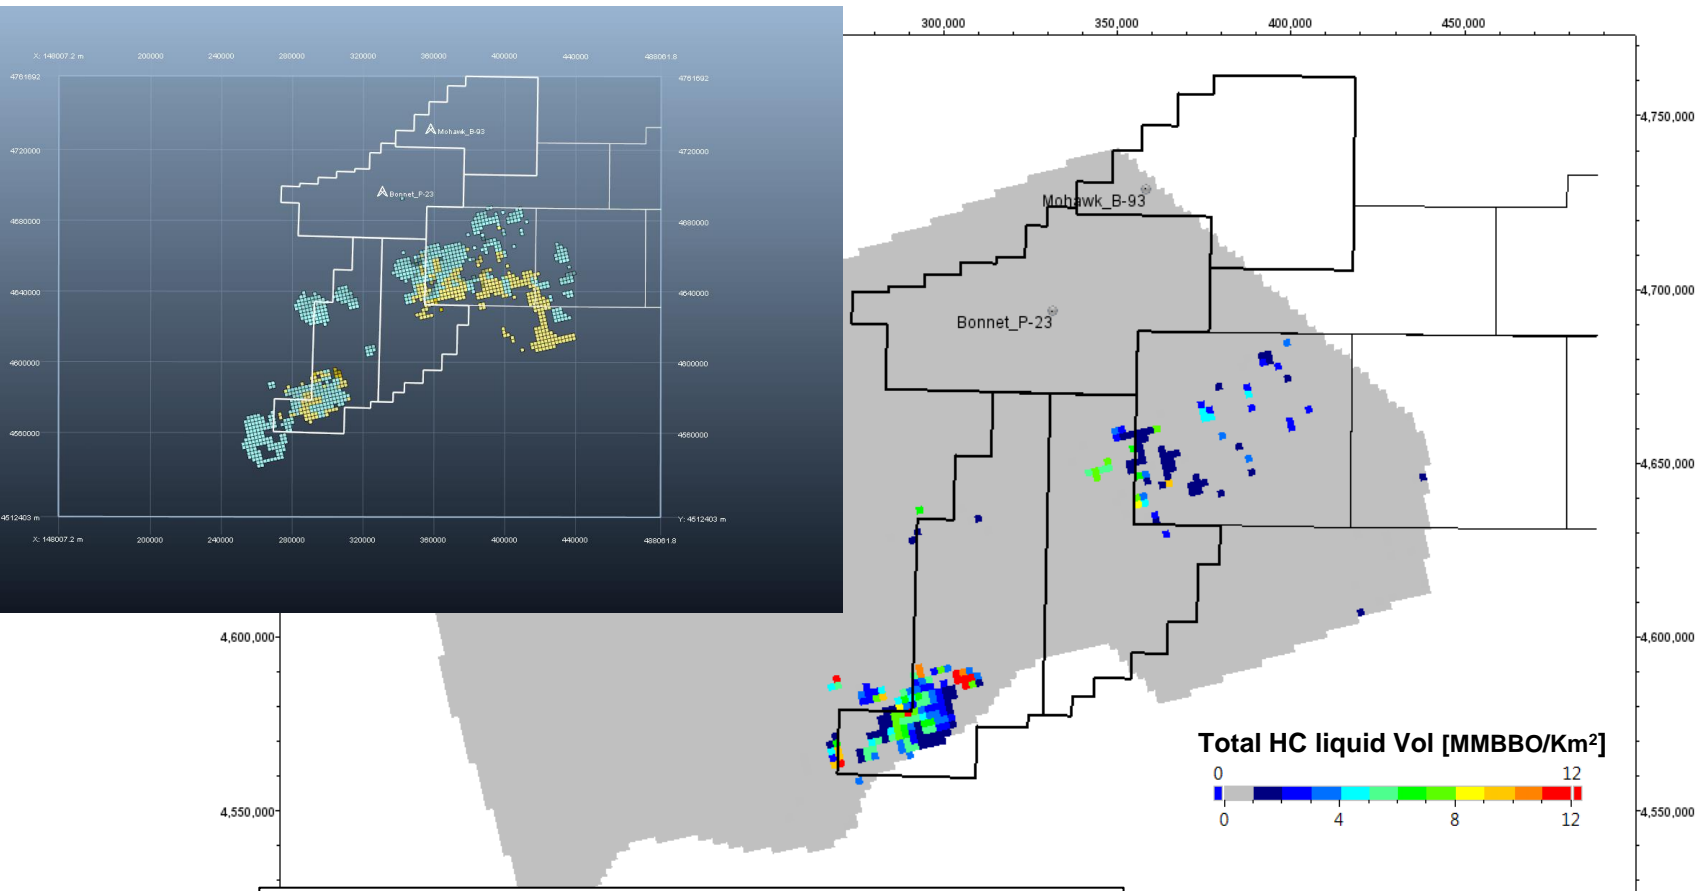 300,000 350,000 400,000 450,000
X: 148007.2 m 200000 240000 280000 320000 360000 400000 440000 488081.8
4761692 4761692
4,750,000
Mohawk_B-93
4720000 4720000
Bonnet_P-23
Mohawk_B-93
4680000 4680000
4,700,000
4640000 4640000
Bonnet_P-23
4600000 4600000
4560000 4560000
4,650,000
4512403 m Y: 4512403 m
X: 148007.2 m 200000 240000 280000 320000 360000 400000 440000 488081.8
4,600,000 4,600,000
Total HC liquid Vol [MMBBO/Km²]
0 12
4,550,000 4,550,000
0 4 8 12